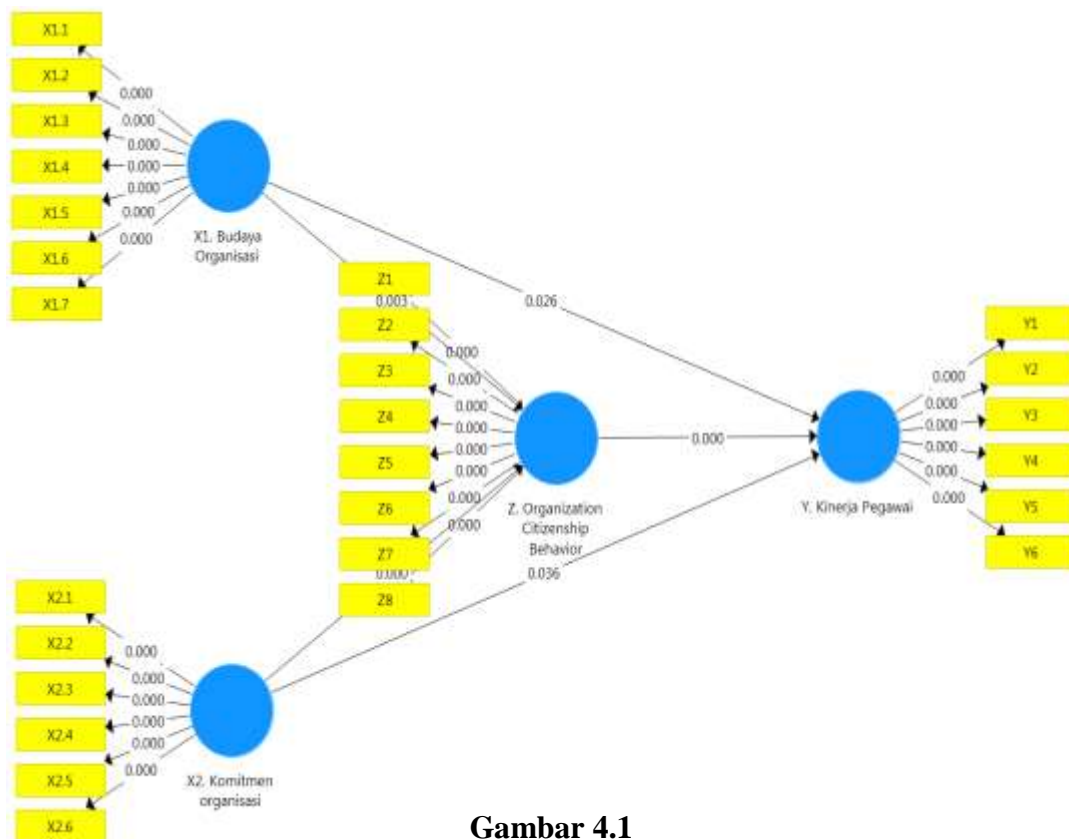 X1.1
X1.2
X1.3
X1.4
X1.5
X1.6
X1.7
0.000
0.000
0.000
0.000
0.000
0.000
0.000
X1. Budaya
Organisasi
0.003
0.026
Z1
Z2
Z3
Z4
Z5
Z6
Z7
Z8
0.000
0.000
0.000
0.000
0.000
0.000
0.000
0.000
Z. Organization
Citizenship
Behavior
0.000
Y. Kinerja Pegawai
0.000
0.000
0.000
0.000
0.000
0.000
Y1
Y2
Y3
Y4
Y5
Y6
0.000
0.036
X2.1
X2.2
X2.3
X2.4
X2.5
X2.6
0.000
0.000
0.000
0.000
0.000
0.000
X2. Komitmen
organisasi
Gambar 4.1